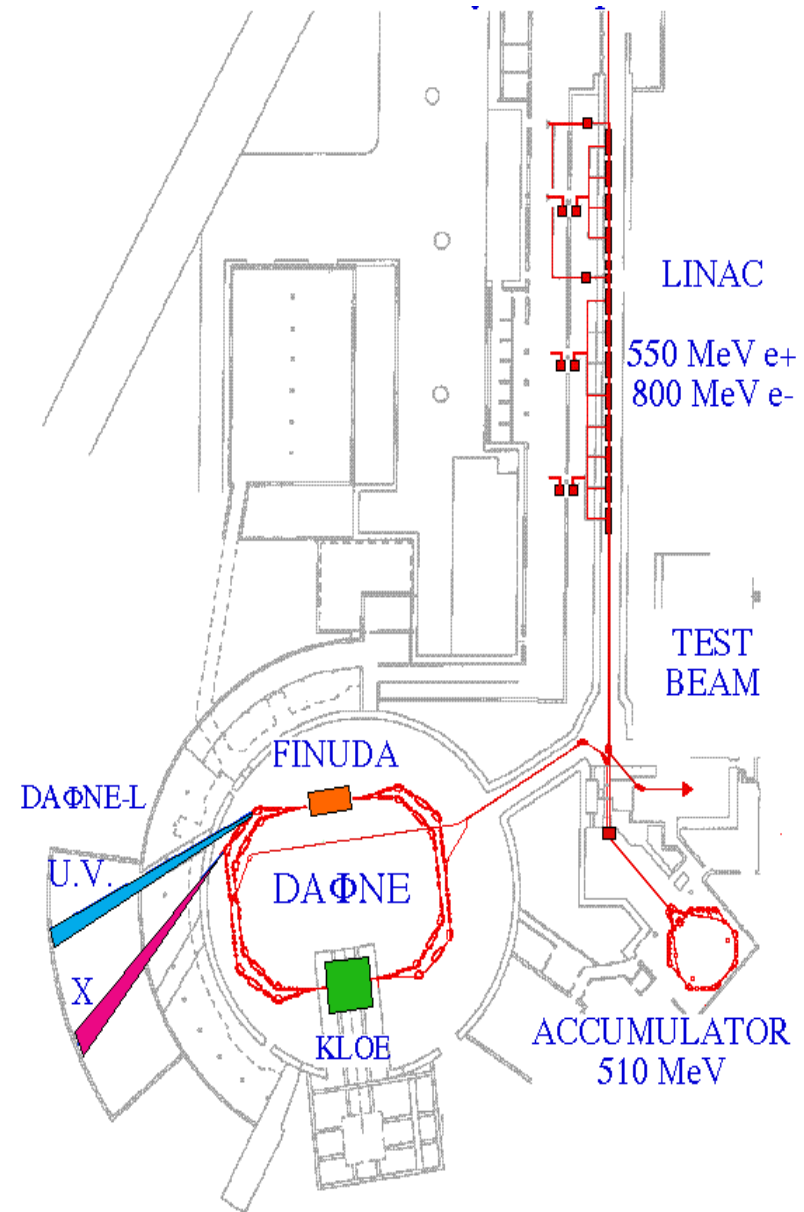 LINAC
550 MeV e+
800 MeV e-
TEST
BEAM
FINUDA
DAΦNE-L
U.V.
DAΦNE
X
KLOE
ACCUMULATOR
510 MeV